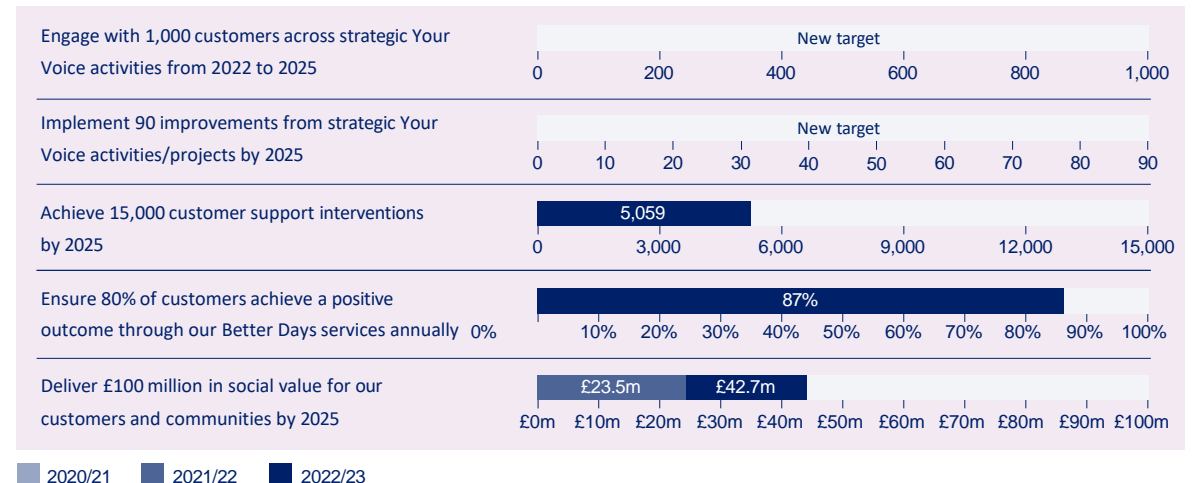 Engage with 1,000 customers across strategic Your
Voice activities from 2022 to 2025
New target
0 200 400 600 800 1,000
Implement 90 improvements from strategic Your
Voice activities/projects by 2025
New target
0 10 20 30 40 50 60 70 80 90
Achieve 15,000 customer support interventions
by 2025
5,059
0 3,000 6,000 9,000 12,000 15,000
Ensure 80% of customers achieve a positive
outcome through our Better Days services annually
87%
0% 10% 20% 30% 40% 50% 60% 70% 80% 90% 100%
Deliver £100 million in social value for our
customers and communities by 2025
£23.5m £42.7m
£0m £10m £20m £30m £40m £50m £60m £70m £80m £90m £100m
2020/21 2021/22 2022/23